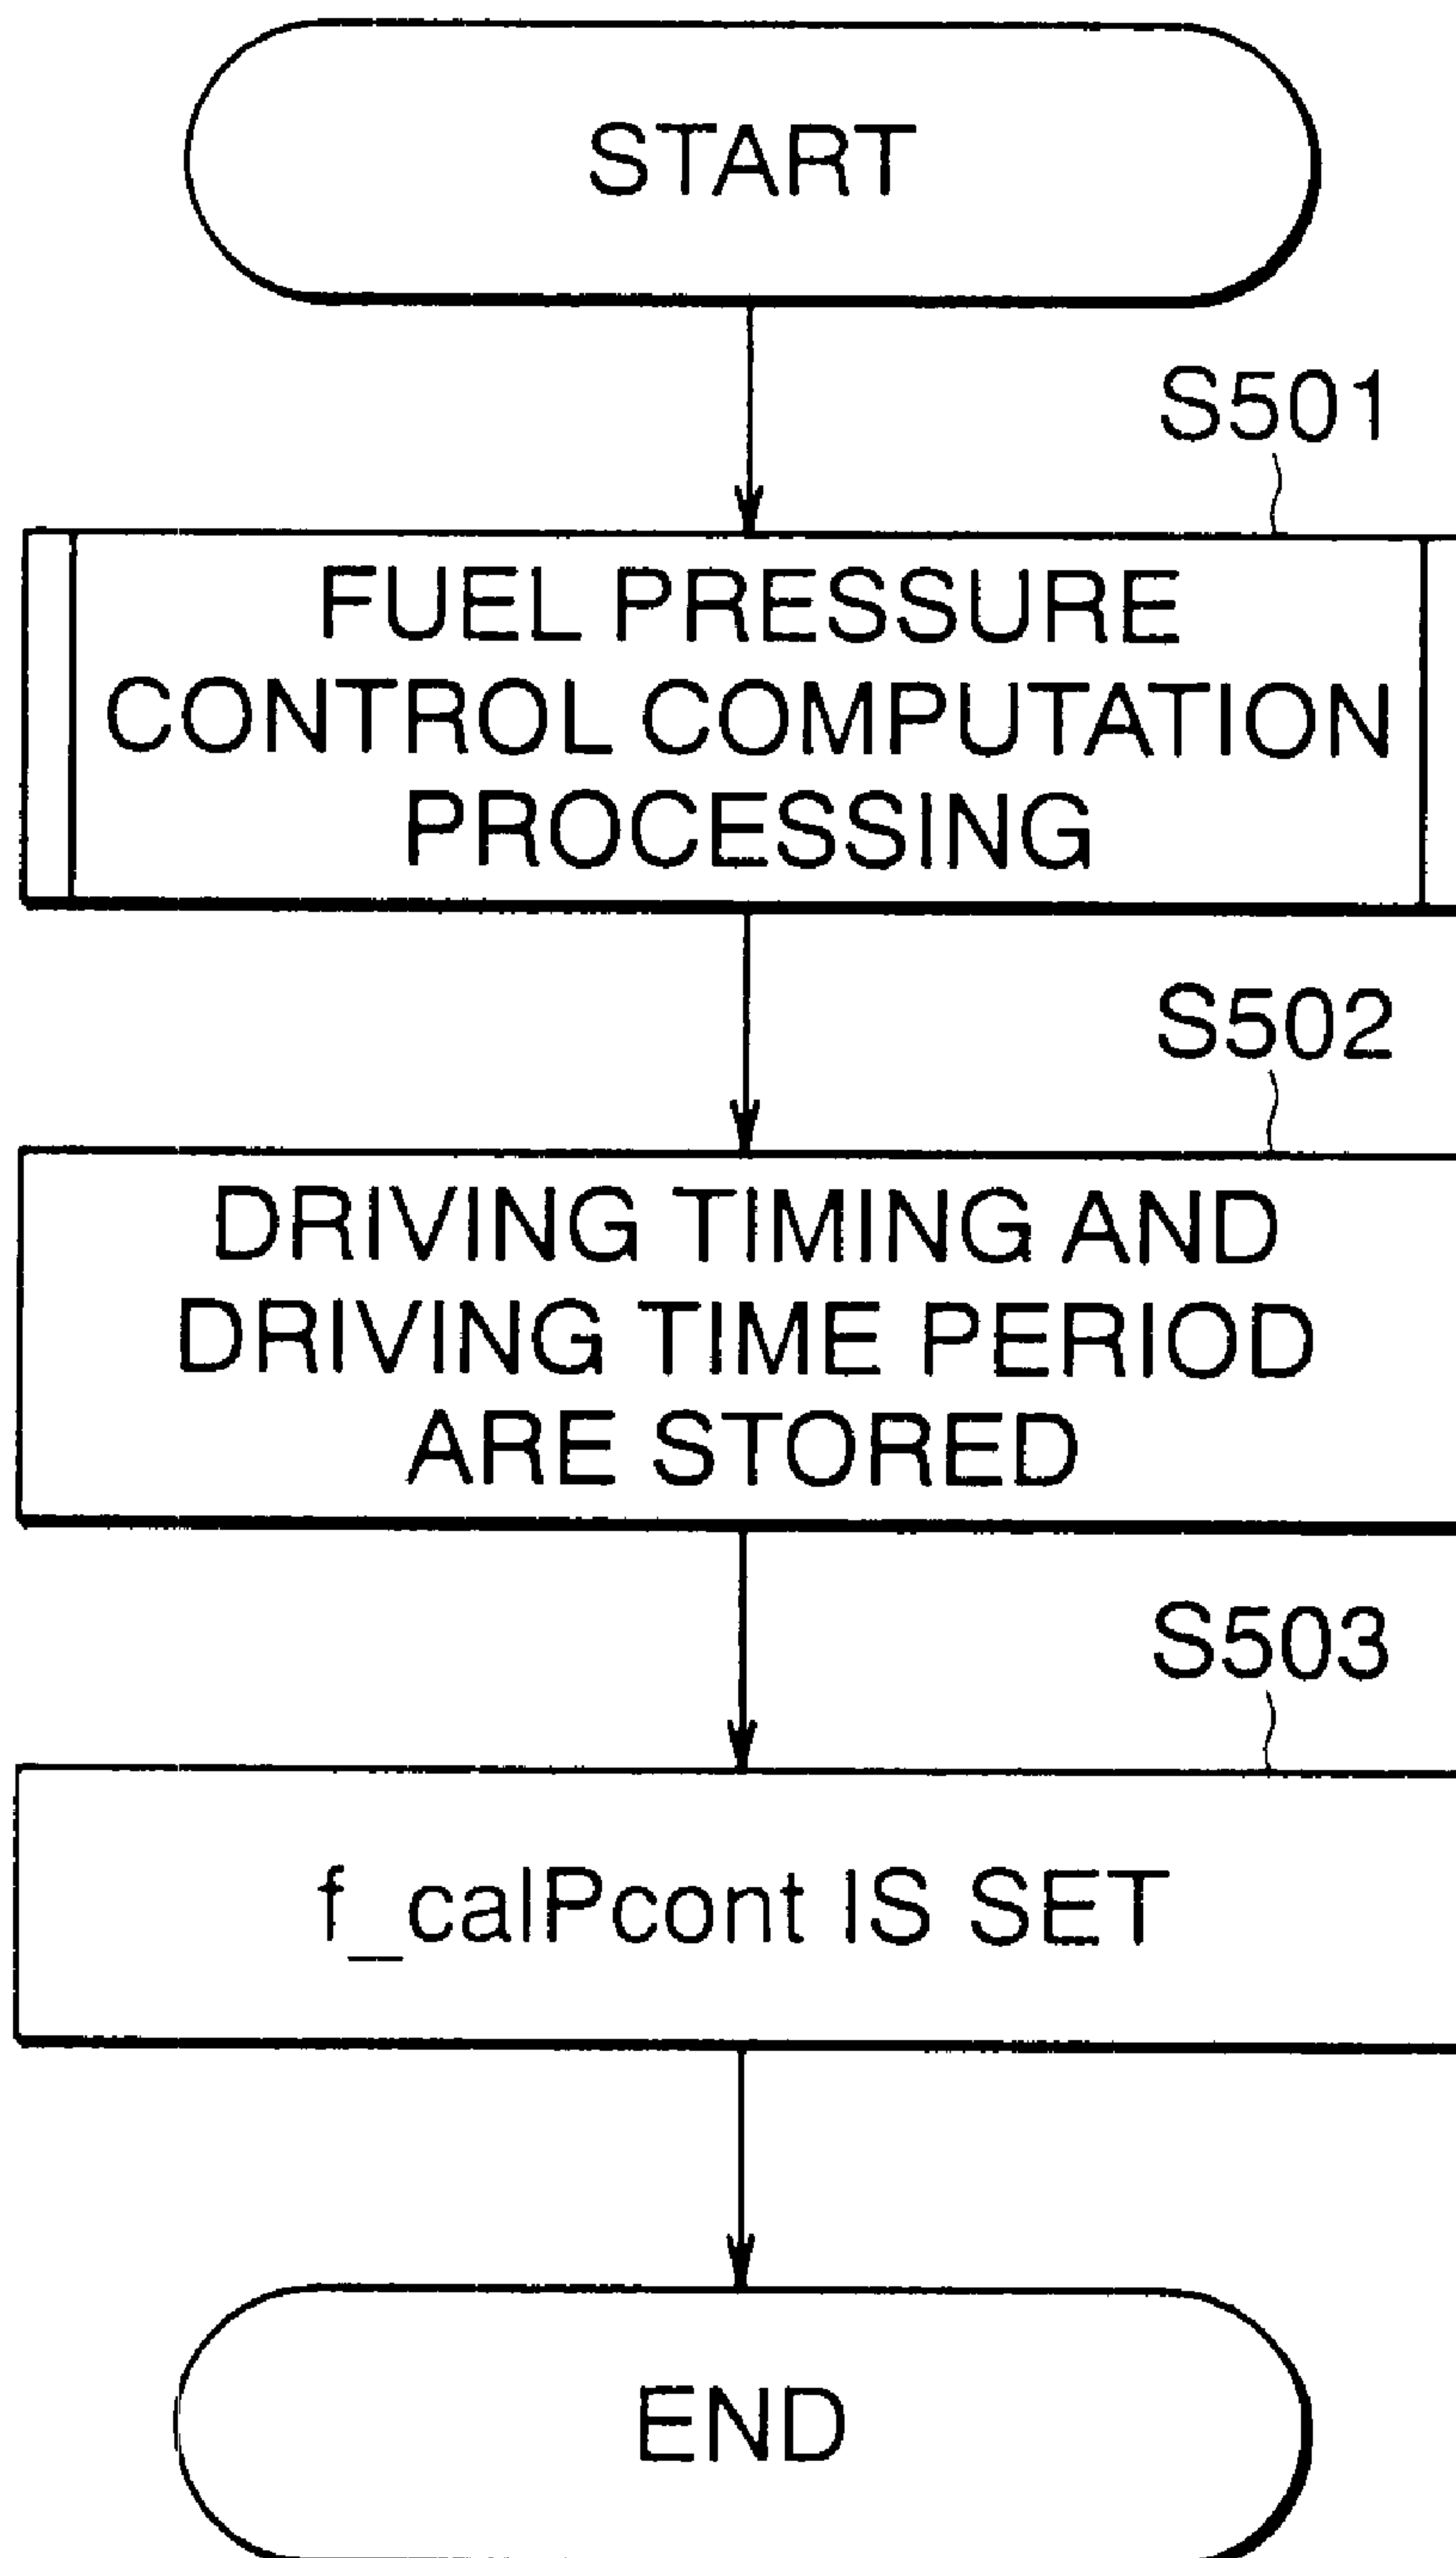 START
S501
FUEL PRESSURE
CONTROL COMPUTATION
PROCESSING
S502
DRIVING TIMING AND
DRIVING TIME PERIOD
ARE STORED
S503
f_calPcont IS SET
END